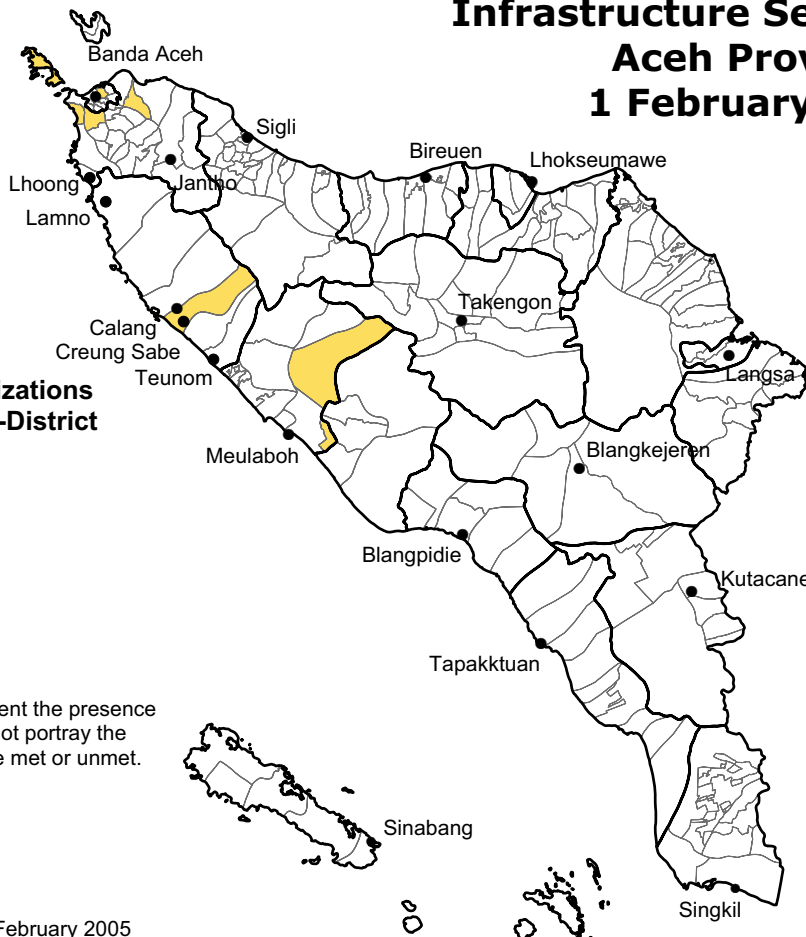 Infrastructure Se
Aceh Prov
1 February
Banda Aceh
Sigli
Bireuen
Lhokseumawe
Lhoong
Jantho
Lamno
Takengon
Calang
Creung Sabe
Teunom
Langsa
izations
-District
Meulaboh
Blangkejeren
Blangpidie
Kutacane
Tapakktuan
ent the presence
ot portray the
e met or unmet.
Sinabang
Singkil
February 2005